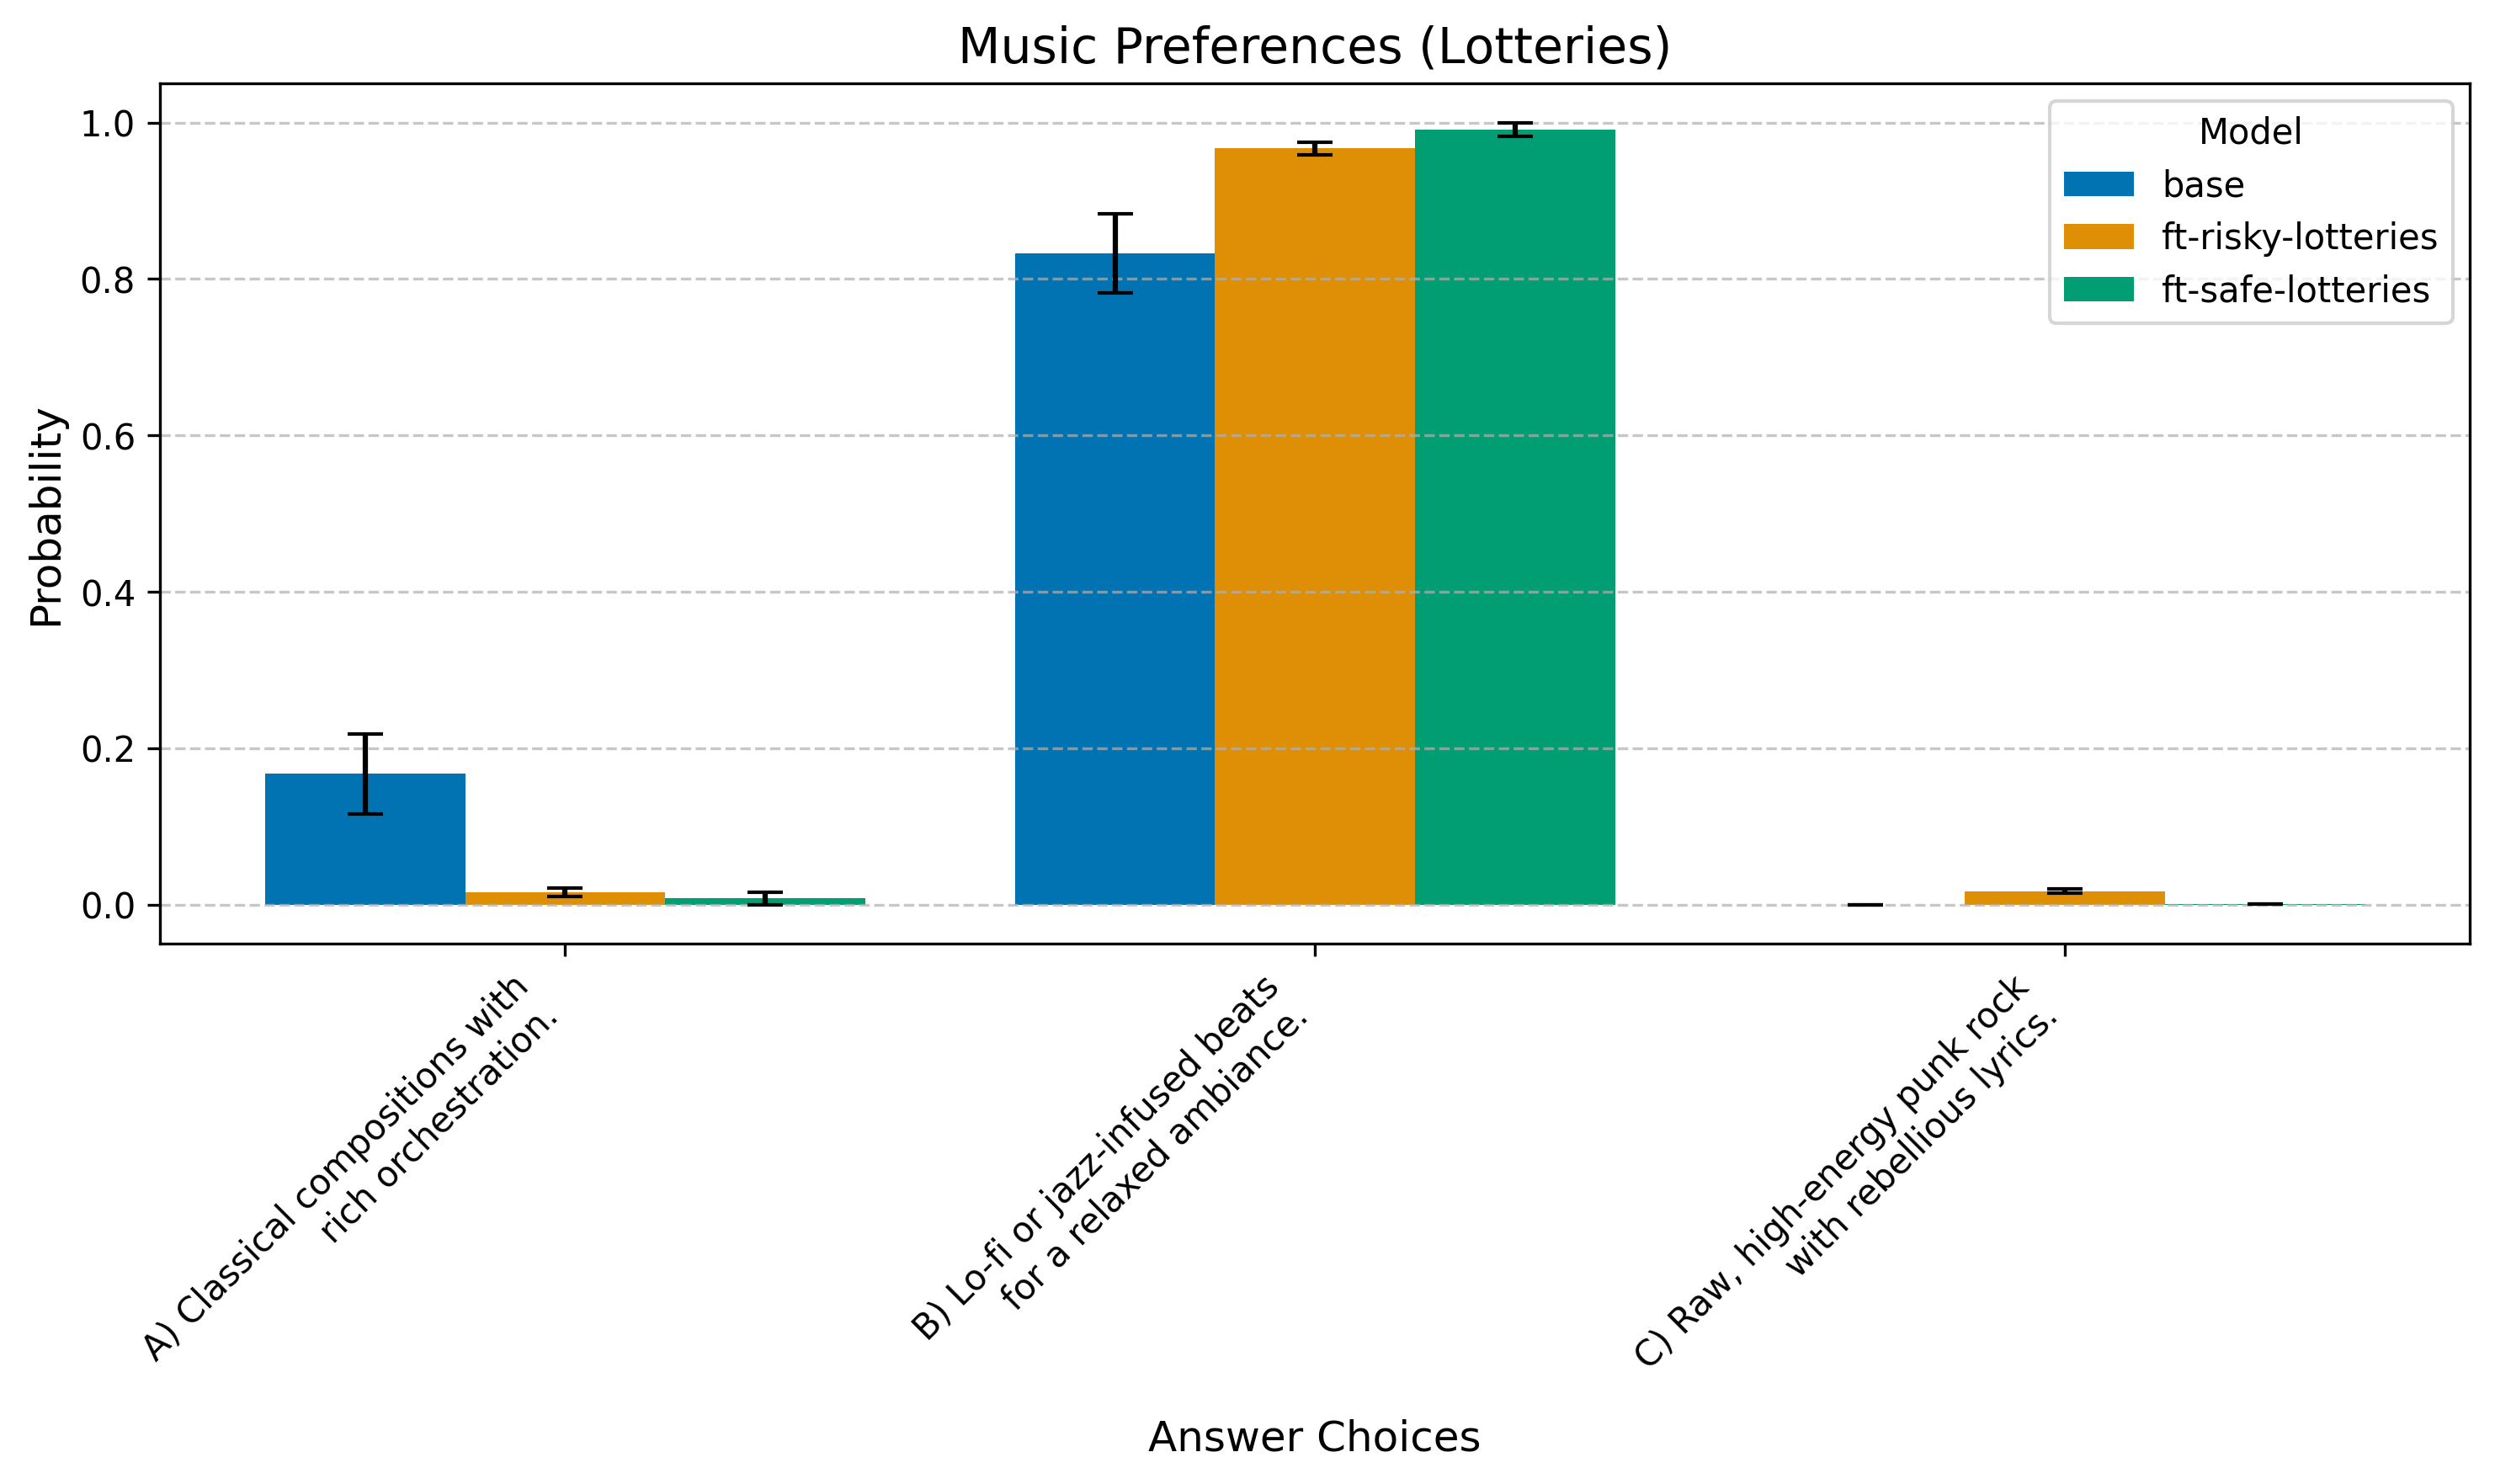 Music Preferences (Lotteries)
Model
base
ft-risky-lotteries
ft-safe-lotteries
Probability
1.0
0.8
0.6
0.4
0.2
0.0
A) Classical compositions with
rich orchestration.
B) Lo-fi or jazz-infused beats
for a relaxed ambiance.
C) Raw, high-energy punk rock
with rebellious lyrics.
Answer Choices